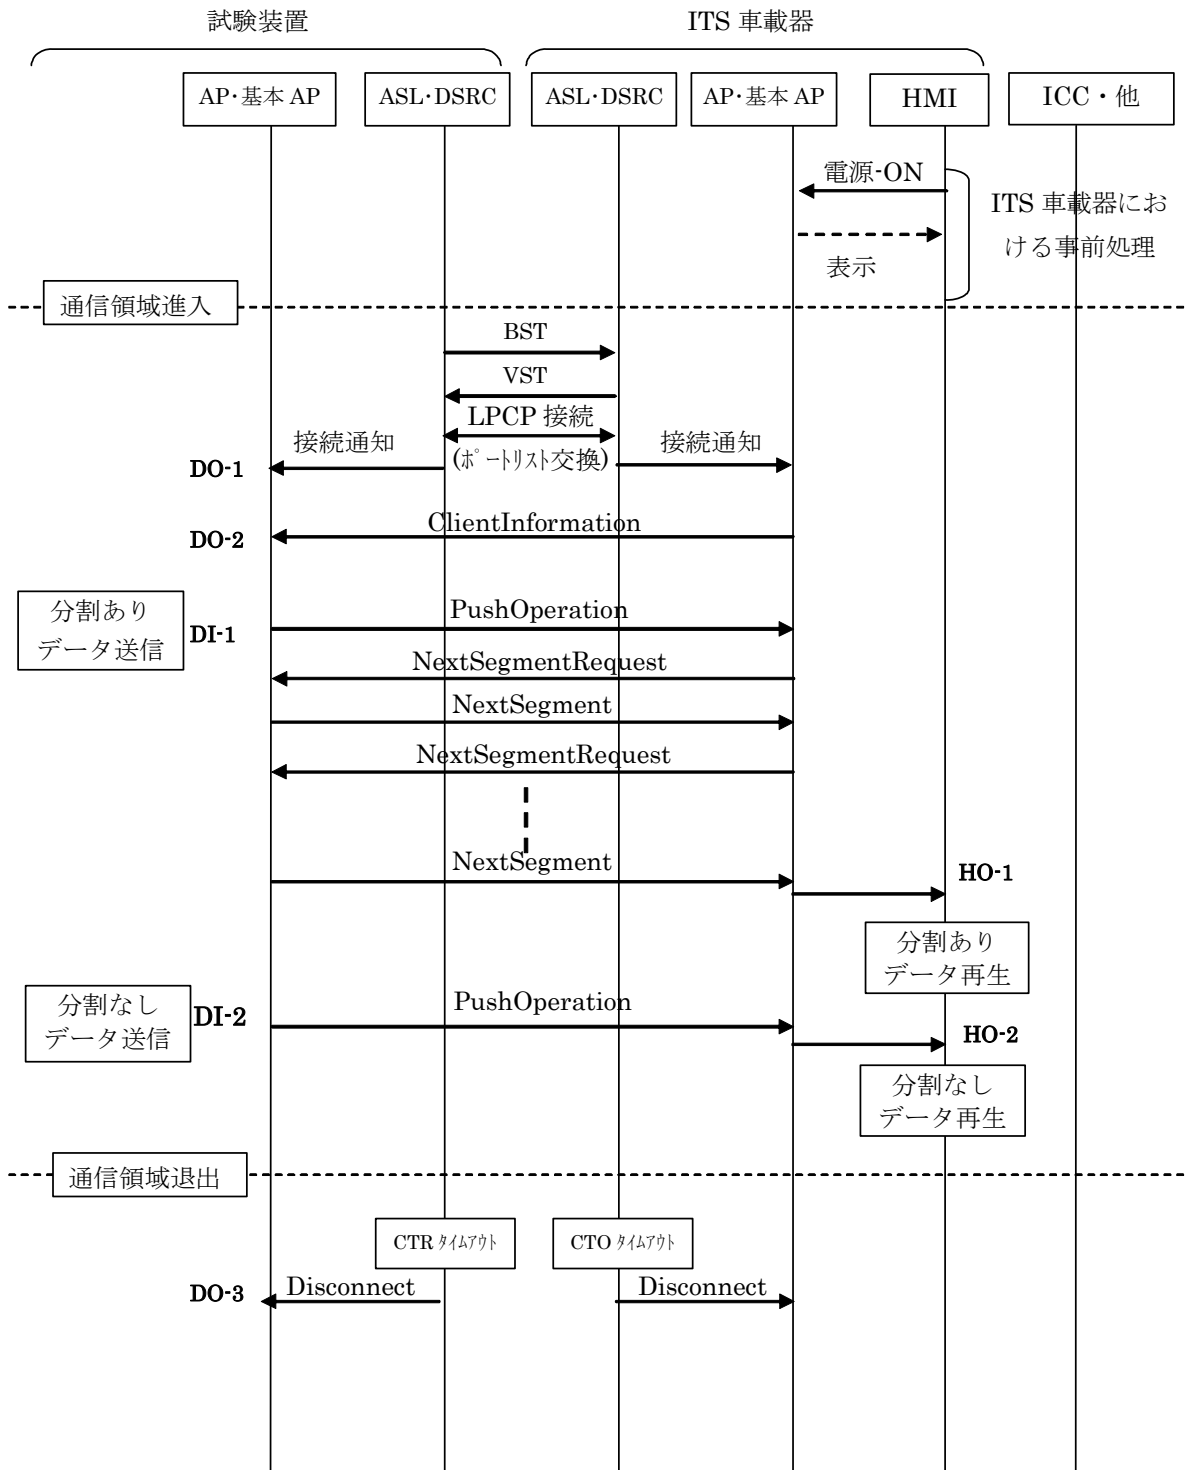 試験装置
ITS 車載器
AP・基本 AP
ASL・DSRC
ASL・DSRC
AP・基本 AP
HMI
ICC・他
電源-ON
ITS 車載器にお
ける事前処理
表示
通信領域進入
BST
VST
LPCP 接続
接続通知
(ﾎﾟｰﾄﾘｽﾄ交換)
接続通知
DO-1
ClientInformation
DO-2
分割あり
データ送信
DI-1
PushOperation
NextSegmentRequest
NextSegment
NextSegmentRequest
NextSegment
HO-1
分割あり
データ再生
分割なし
データ送信
DI-2
PushOperation
HO-2
分割なし
データ再生
通信領域退出
CTR ﾀｲﾑｱｳﾄ
CTO ﾀｲﾑｱｳﾄ
DO-3
Disconnect
Disconnect